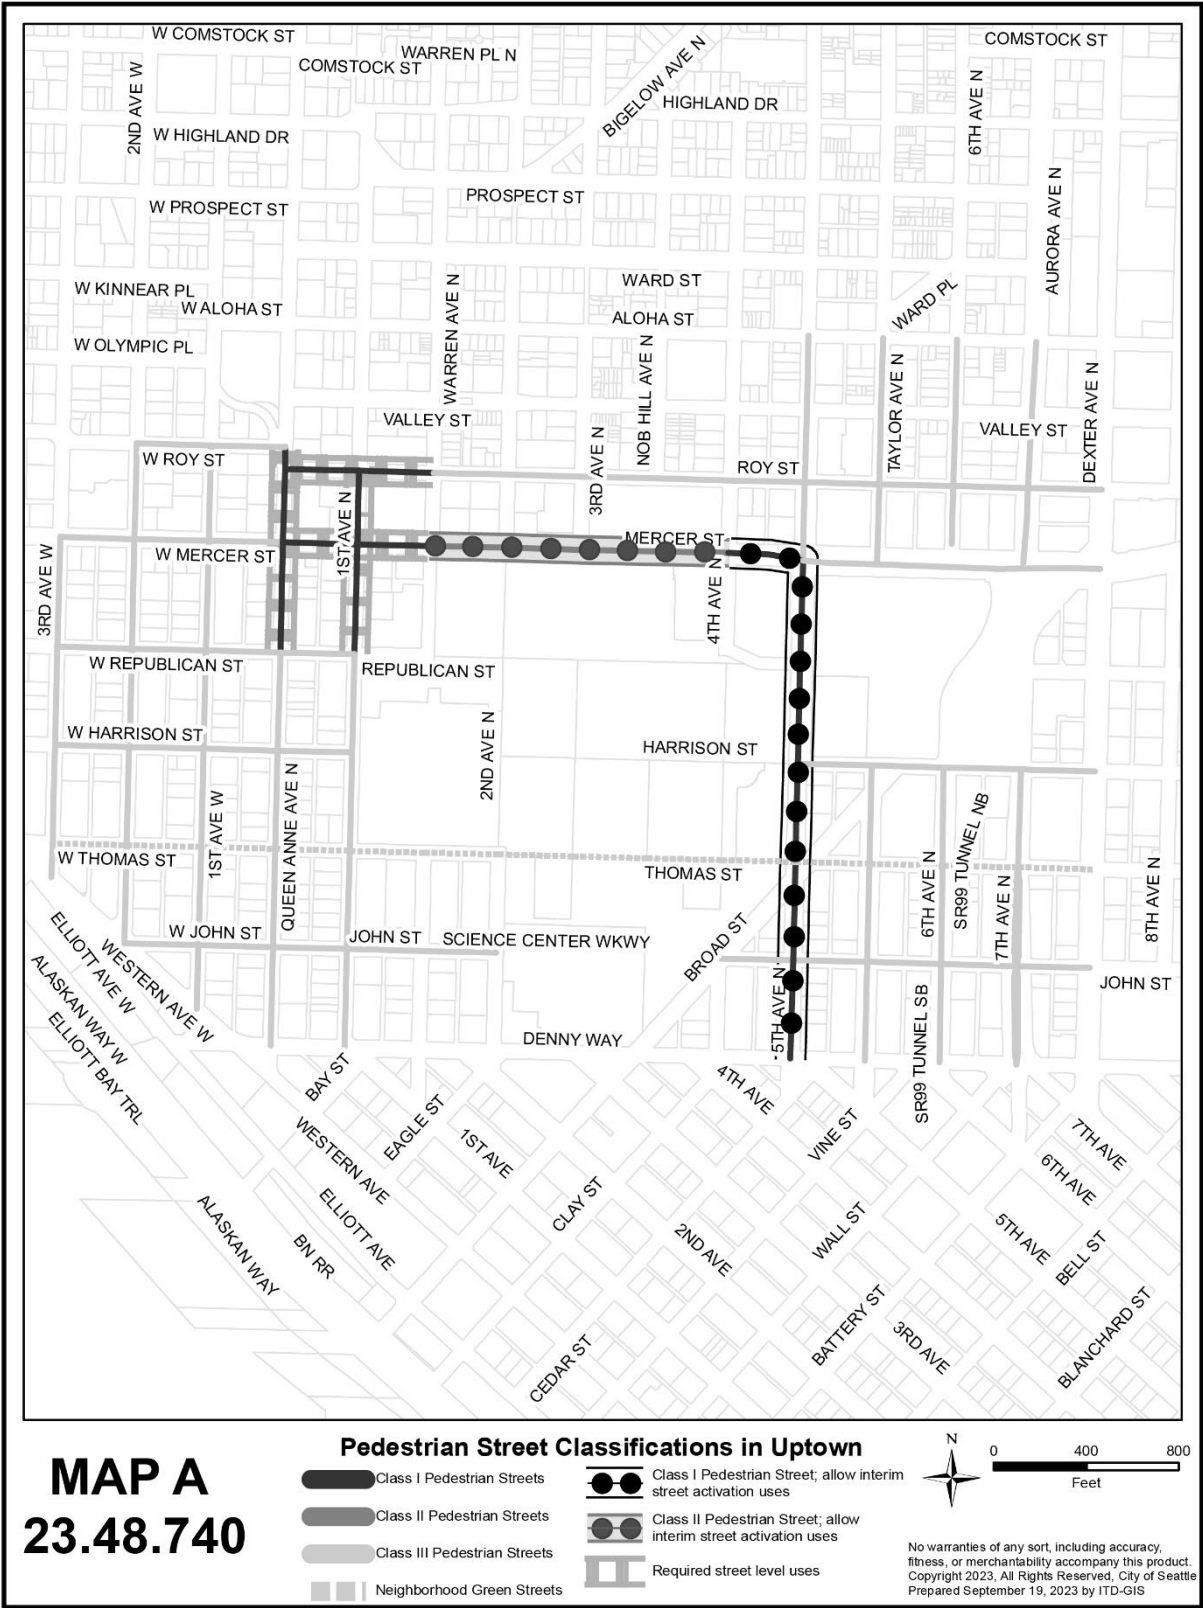 W COMSTOCK ST
WARREN PL N
COMSTOCK ST
COMSTOCK ST
2ND AVE W
BIGELOW AVE N
HIGHLAND DR
6TH AVE N
W HIGHLAND DR
PROSPECT ST
W PROSPECT ST
AURORA AVE N
W KINNEAR PL
W ALOHA ST
WARD ST
WARD PL
WARREN AVE N
ALOHA ST
W OLYMPIC PL
NOB HILL AVE N
TAYLOR AVE N
DEXTER AVE N
VALLEY ST
VALLEY ST
W ROY ST
3RD AVE N
ROY ST
1ST AVE N
MERCER ST
W MERCER ST
3RD AVE W
4TH AVE N
W REPUBLICAN ST
REPUBLICAN ST
W HARRISON ST
2ND AVE N
HARRISON ST
1ST AVE W
QUEEN ANNE AVE N
SR99 TUNNEL NB
W THOMAS ST
THOMAS ST
6TH AVE N
7TH AVE N
8TH AVE N
W JOHN ST
JOHN ST
SCIENCE CENTER WKWY
BROAD ST
ELLIOTT AVE W
WESTERN AVE W
ALASKAN WAY W
ELLIOTT BAY TRL
5TH AVE N
JOHN ST
DENNY WAY
SR99 TUNNEL SB
BAY ST
4TH AVE
EAGLE ST
VINE ST
WESTERN AVE
1ST AVE
7TH AVE
6TH AVE
ELLIOTT AVE
CLAY ST
WALL ST
ALASKAN WAY
BN RR
2ND AVE
5TH AVE
BELL ST
BATTERY ST
3RD AVE
BLANCHARD ST
CEDAR ST
MAP A
23.48.740
Pedestrian Street Classifications in Uptown
Class I Pedestrian Streets
Class II Pedestrian Streets
Class III Pedestrian Streets
Neighborhood Green Streets
Class I Pedestrian Street; allow interim
street activation uses
Class II Pedestrian Street; allow
interim street activation uses
Required street level uses
N
0 400 800
Feet
No warranties of any sort, including accuracy,
fitness, or merchantability accompany this product.
Copyright 2023, All Rights Reserved, City of Seattle
Prepared September 19, 2023 by ITD-GIS